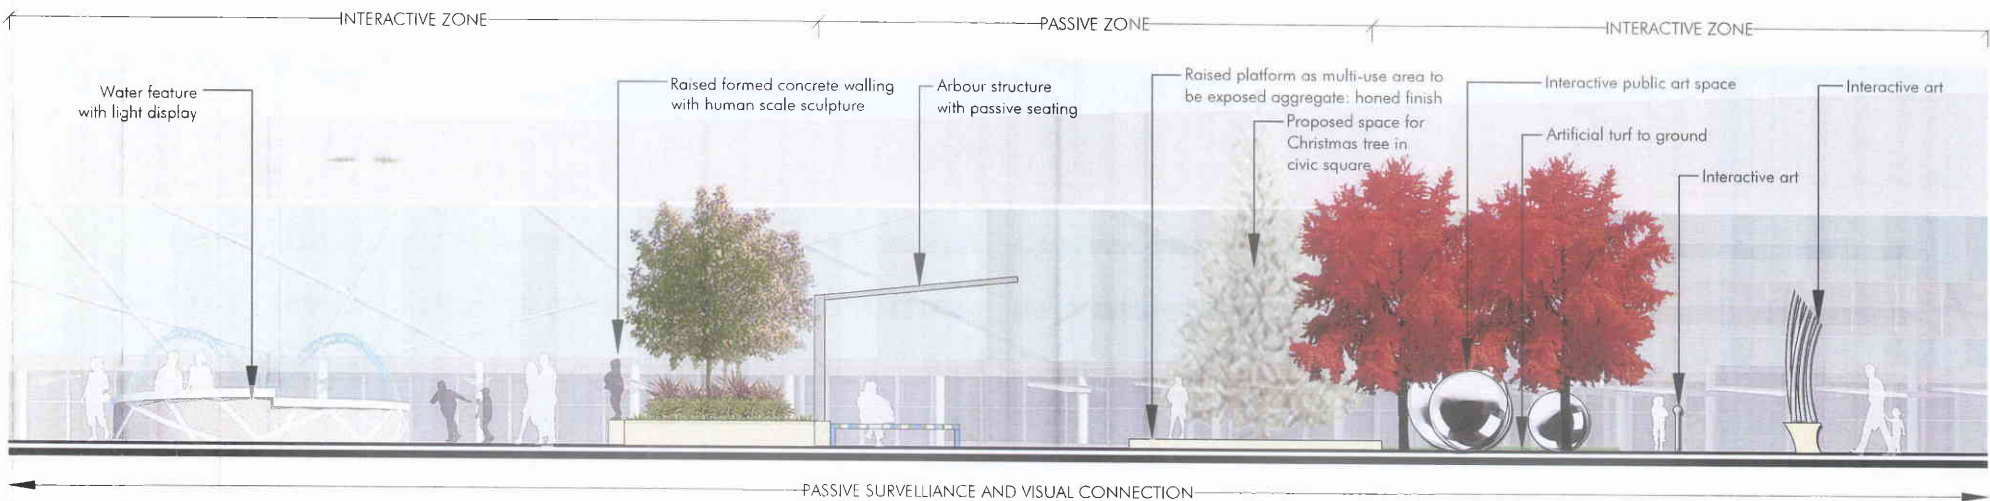 INTERACTIVE ZONE
PASSIVE ZONE
INTERACTIVE ZONE
Water feature
with light display
Raised formed concrete walling
with human scale sculpture
Arbour structure
with passive seating
Raised platform as multi-use area to
be exposed aggregate: honed finish
Proposed space for
Christmas tree in
civic square
Interactive public art space
Artificial turf to ground
Interactive art
Interactive art
PASSIVE SURVELLIANCE AND VISUAL CONNECTION